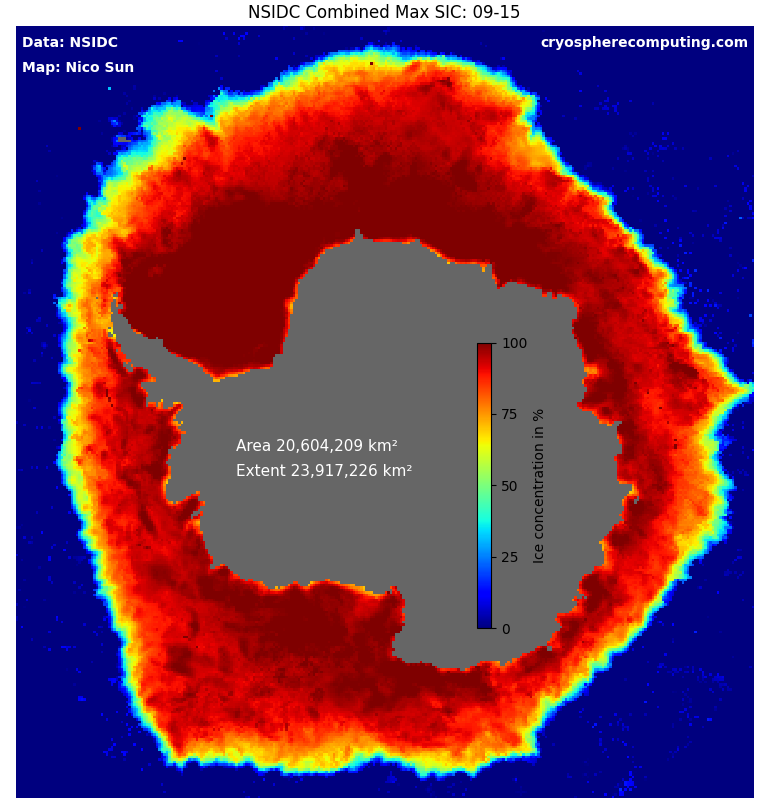 NSIDC Combined Max SIC: 09-15
Data: NSIDC
cryospherecomputing.com
Map: Nico Sun
Area 20,604,209 km²
Extent 23,917,226 km²
100
75
50
25
0
Ice concentration in %